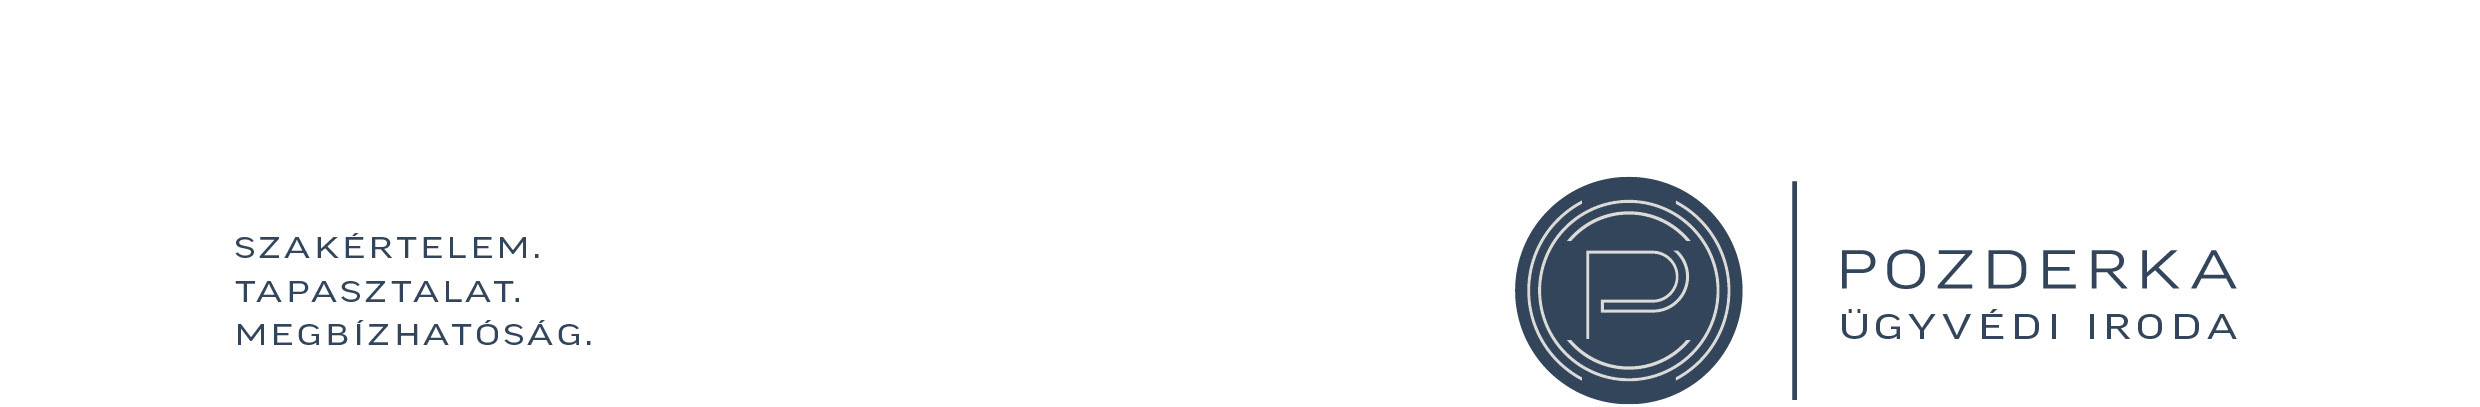 SZAKÉRTELEM.
TAPASZTALAT.
MEGBÍZHATÓSÁG.
P
POZDERKA
ÜGYVÉDI IRODA